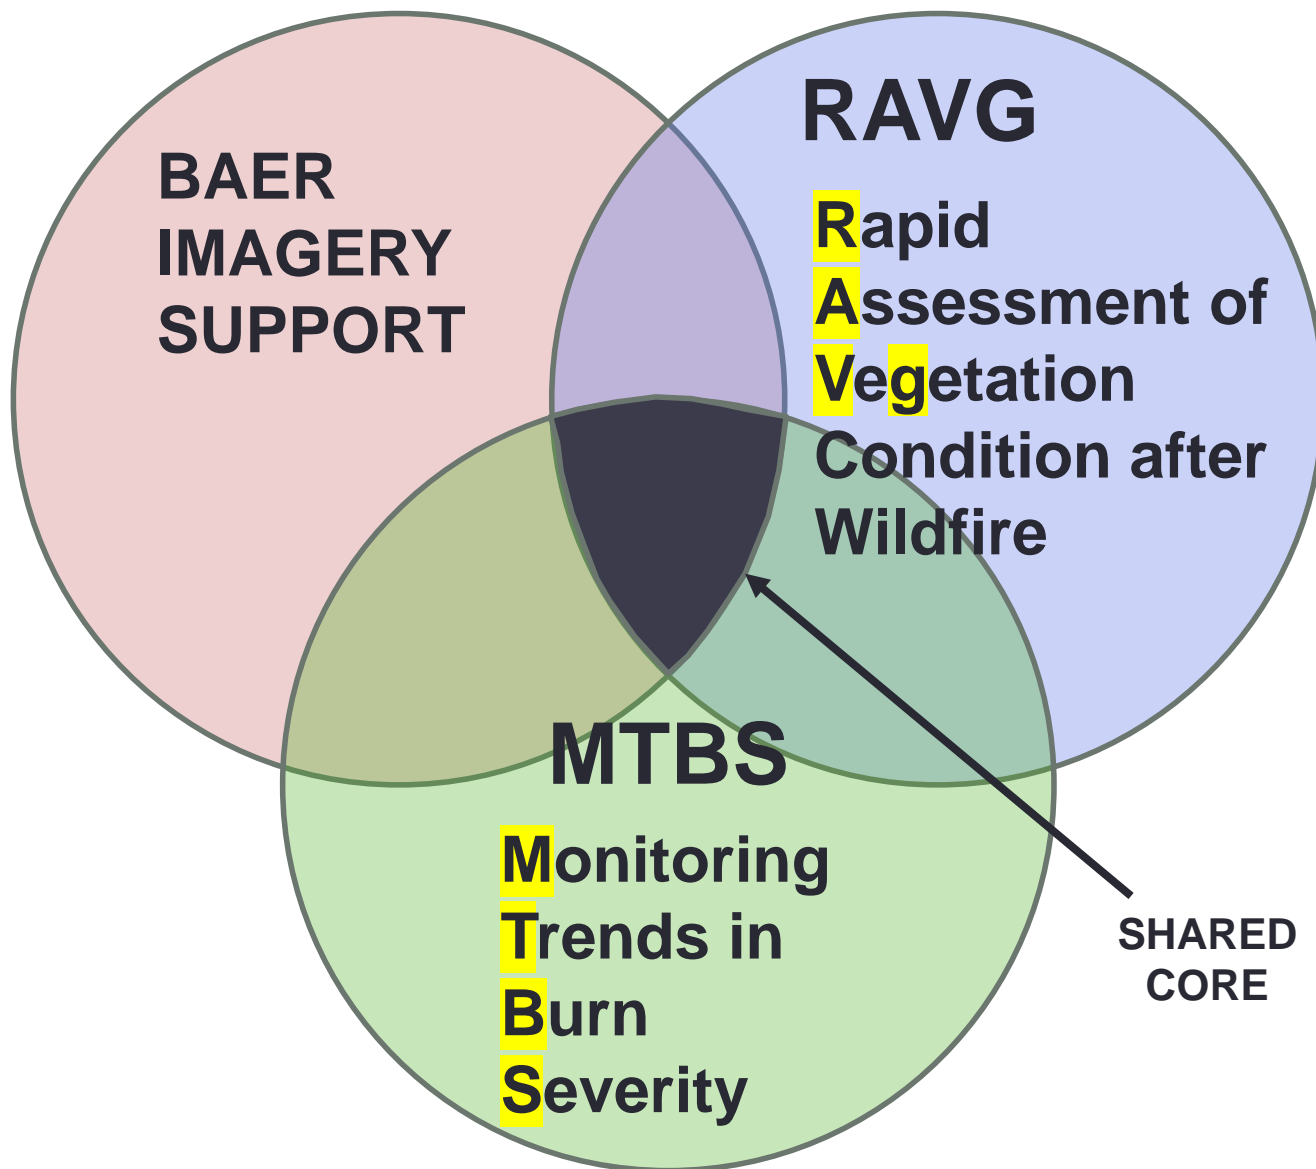 BAER
IMAGERY
SUPPORT
RAVG
Rapid
Assessment of
Vegetation
Condition after
Wildfire
MTBS
Monitoring
Trends in
Burn
Severity
SHARED
CORE